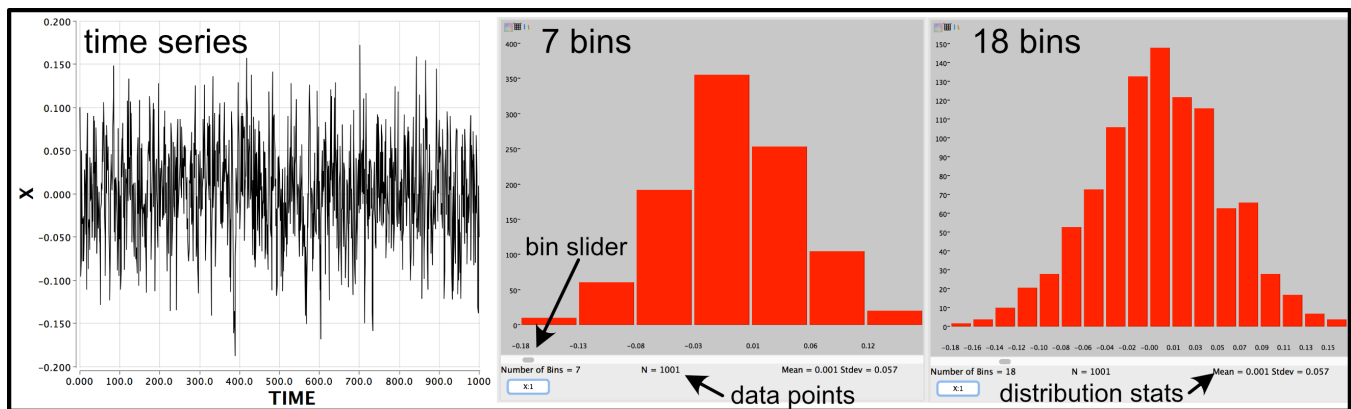 time series
0.200
0.150
0.100
0.050
0.000
−0.050
−0.100
−0.150
−0.200
X
0.000 100.0 200.0 300.0 400.0 500.0 600.0 700.0 800.0 900.0 1000
TIME
7 bins
400-
350-
300-
250-
200-
150-
100-
50-
0-
−0.18 −0.13 −0.08 −0.03 0.01 0.06 0.12
bin slider
Number of Bins = 7 N = 1001 Mean = 0.001 Stdev = 0.057
X:1
data points
18 bins
150-
140-
130-
120-
110-
100-
90-
80-
70-
60-
50-
40-
30-
20-
10-
0-
−0.18 −0.16 −0.14 −0.12 −0.10 −0.08 −0.06 −0.04 −0.02 −0.00 0.01 0.03 0.05 0.07 0.09 0.11 0.13 0.15
Number of Bins = 18 N = 1001 Mean = 0.001 Stdev = 0.057
X:1
distribution stats